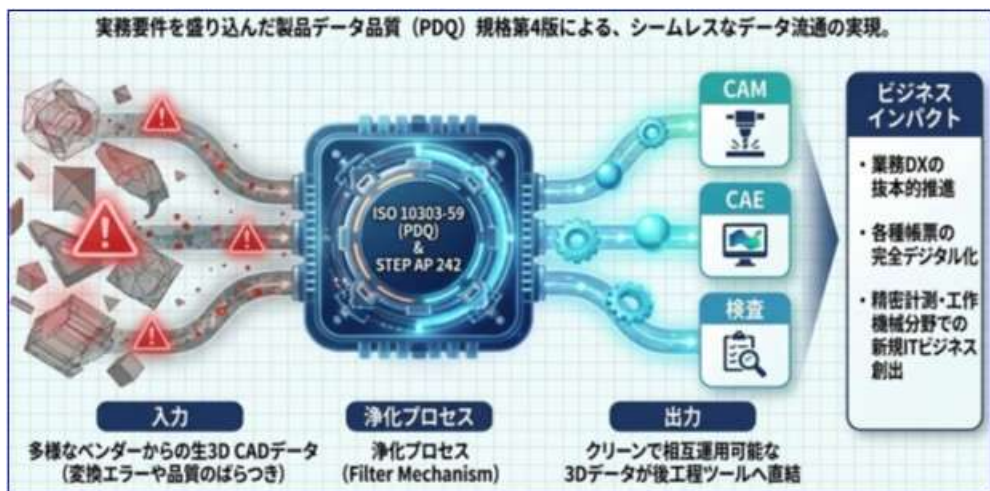 実務要件を盛り込んだ製品データ品質（PDQ）規格第4版による、シームレスなデータ流通の実現。
ISO 10303-59
(PDQ)
&
STEP AP 242
CAM
CAE
検査
ビジネス
インパクト
・業務DXの
抜本的推進
・各種帳票の
完全デジタル化
・精密計測・工作
機械分野での
新規ITビジネス
創出
入力
多様なベンダーからの生3D CADデータ
(変換エラーや品質のばらつき)
浄化プロセス
浄化プロセス
(Filter Mechanism)
出力
クリーンで相互運用可能な
3Dデータが後工程ツールへ直結